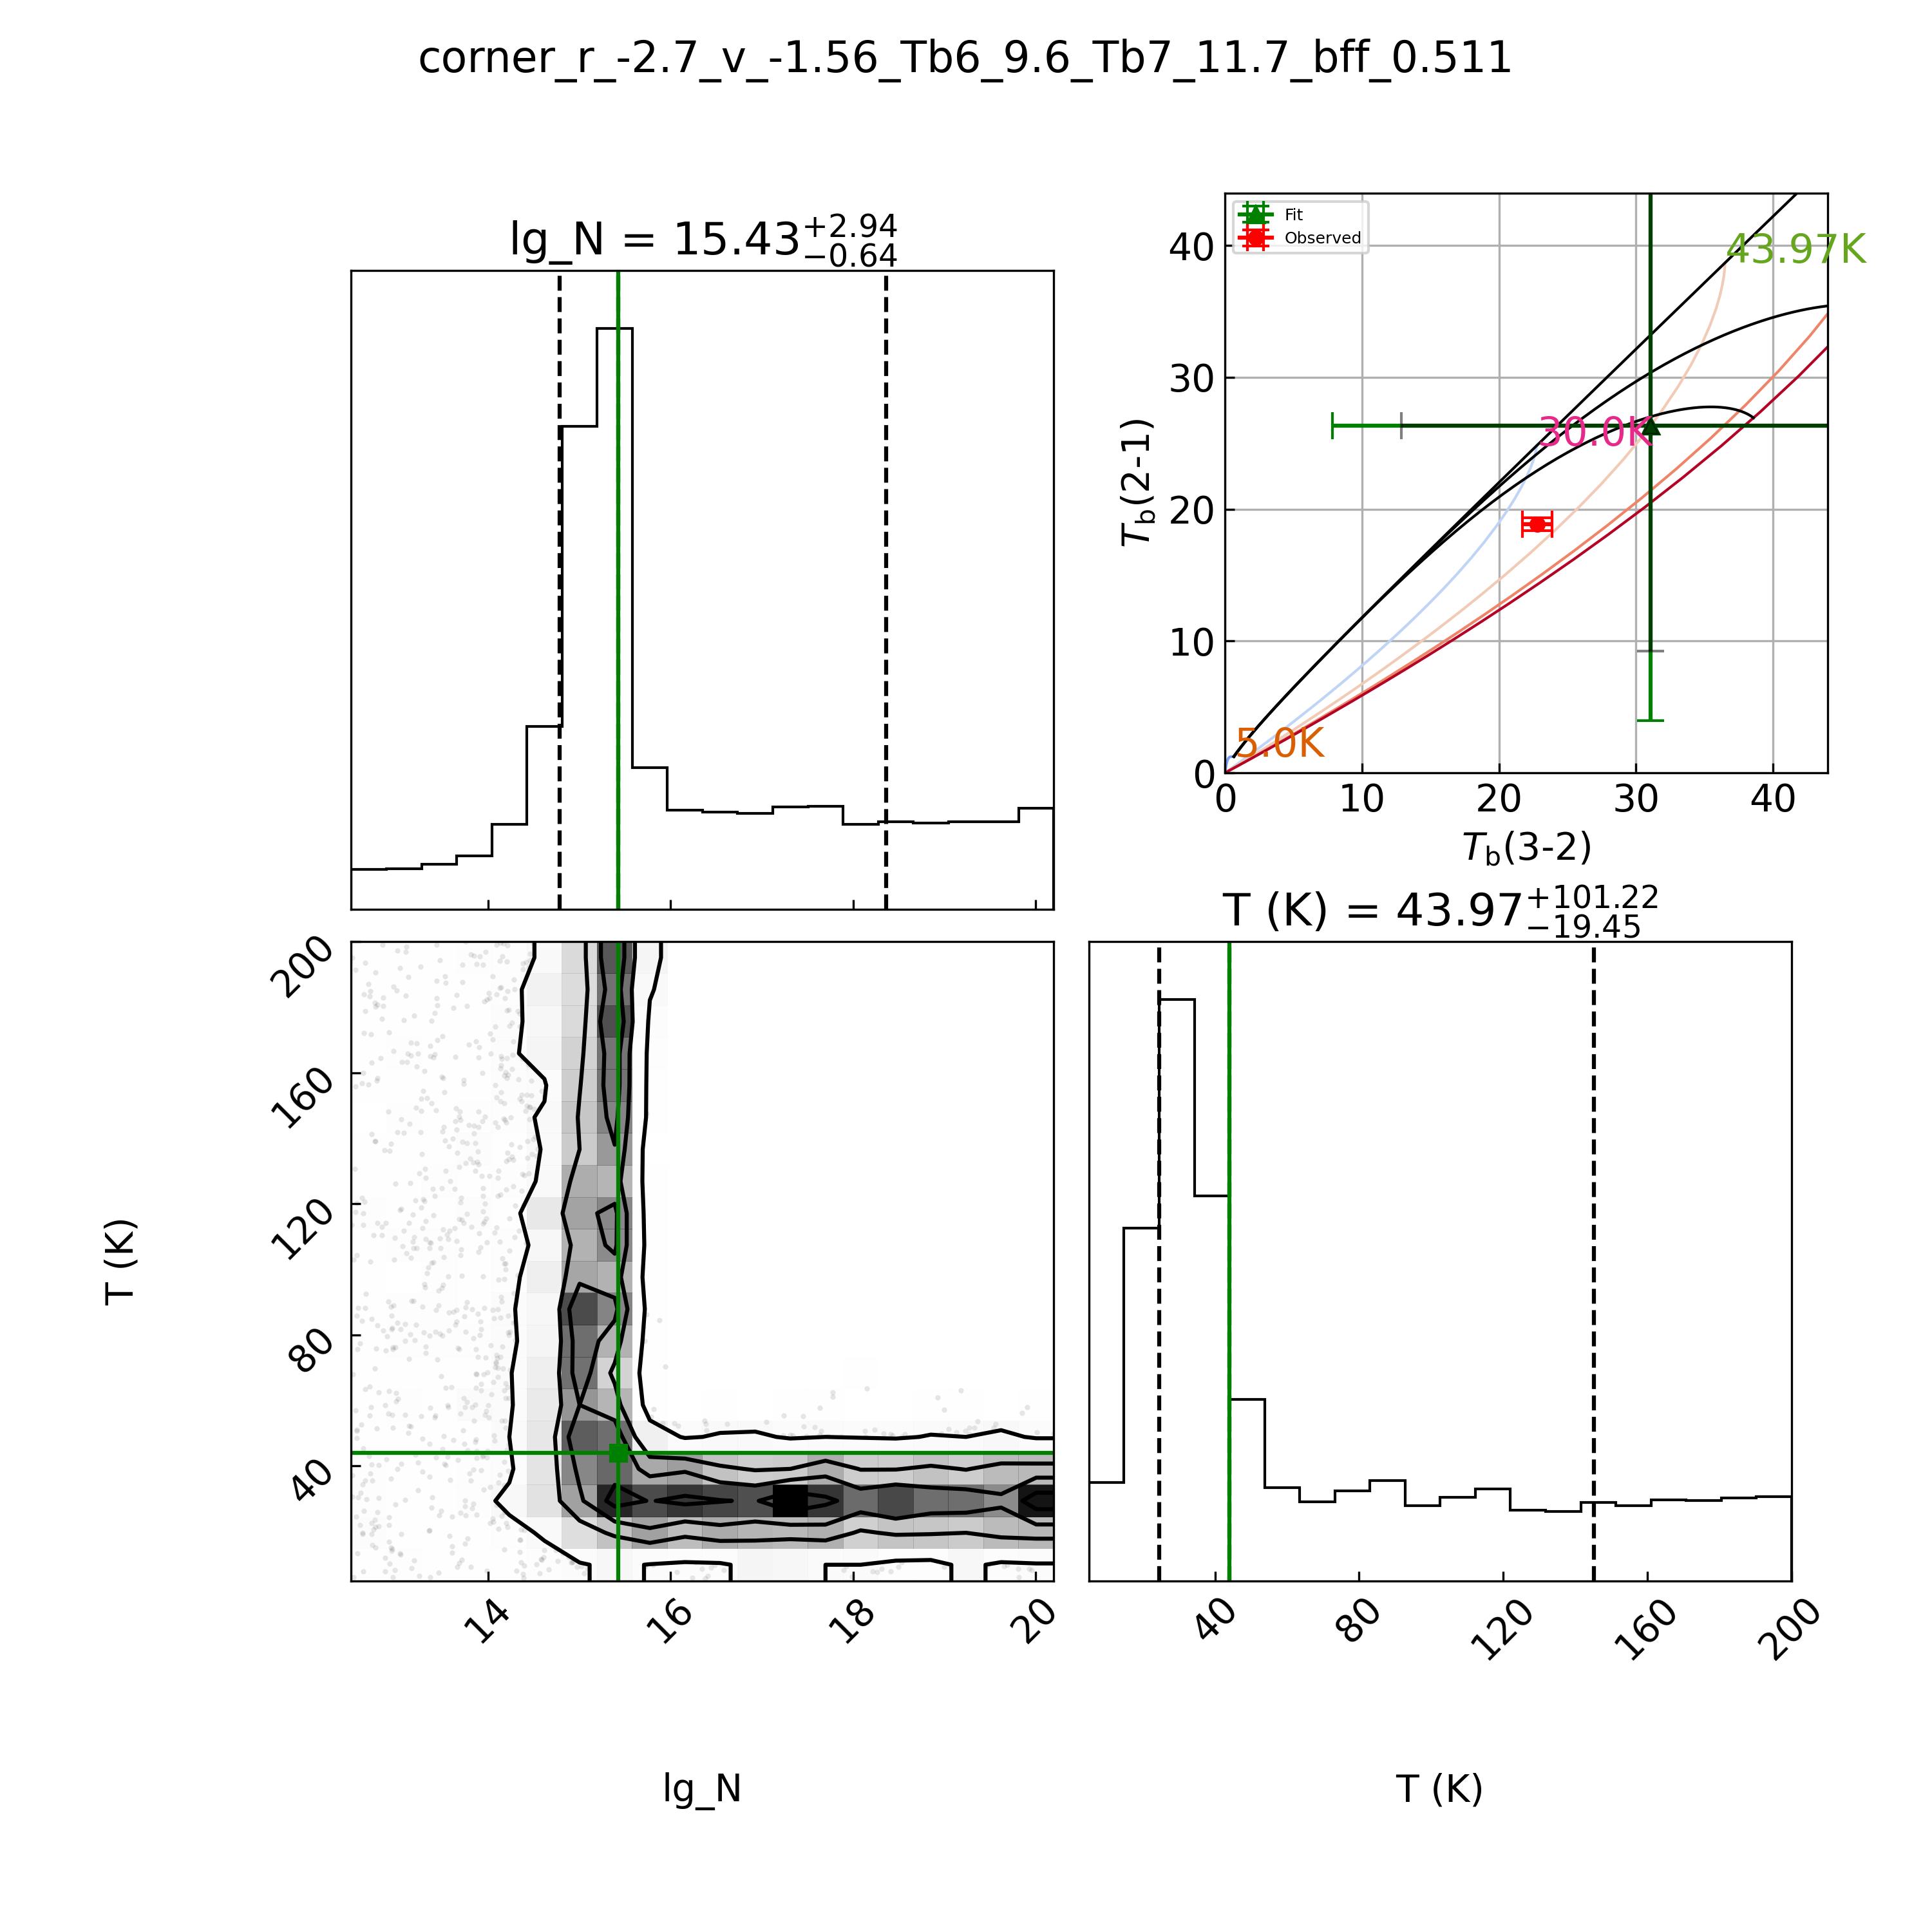 corner_r_-2.7_v_-1.56_Tb6_9.6_Tb7_11.7_bff_0.511
lg_N = 15.43+2.94−0.64
Fit
Observed
43.97K
30.0K
5.0K
40
30
20
10
0
0 10 20 30 40
Tb(2-1)
Tb(3-2)
T (K) = 43.97+101.22−19.45
200
160
120
80
40
T (K)
14 16 18 20
lg_N
40 80 120 160 200
T (K)